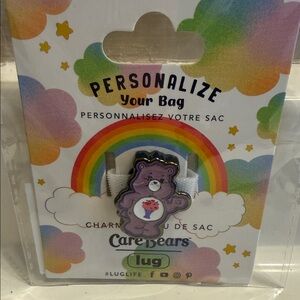 PERSONALIZE
Your Bag
PERSONNALISEZ VOTRE SAC
CHARM U DE SAC
Care Bears
lug
#LUGLIFE